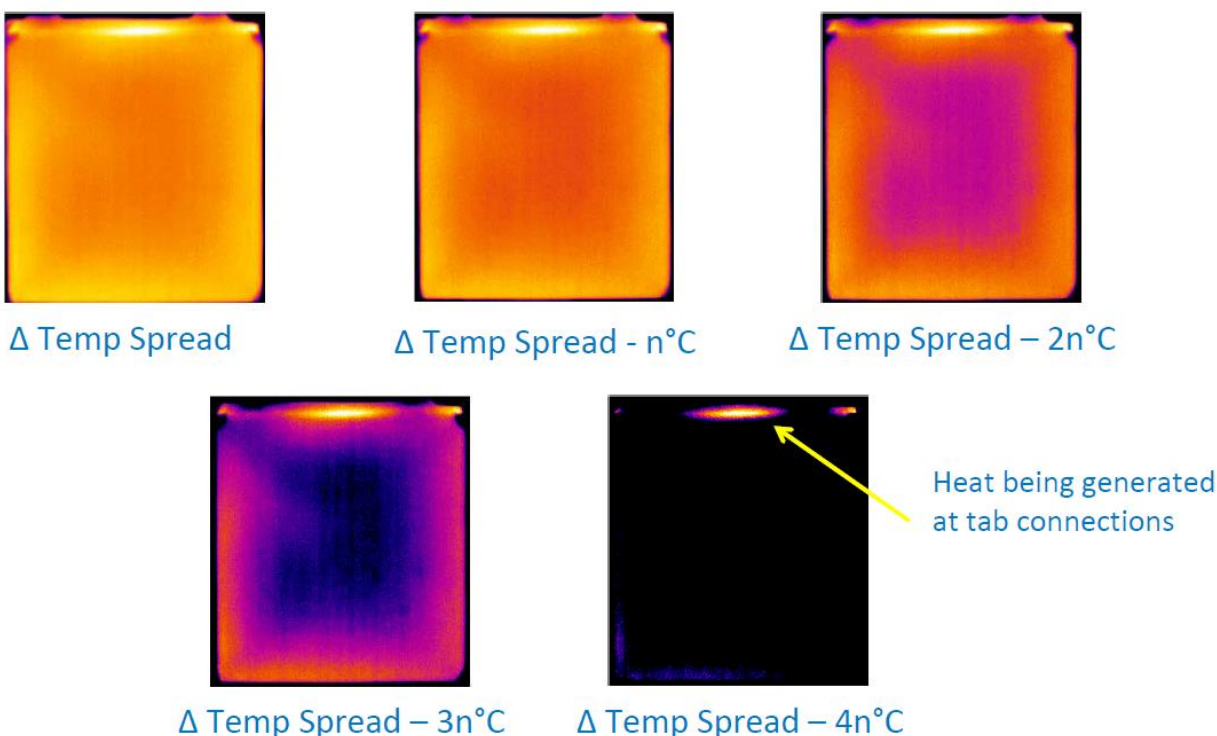 Δ Temp Spread
Δ Temp Spread - n°C
Δ Temp Spread – 2n°C
Heat being generated
at tab connections
Δ Temp Spread – 3n°C
Δ Temp Spread – 4n°C